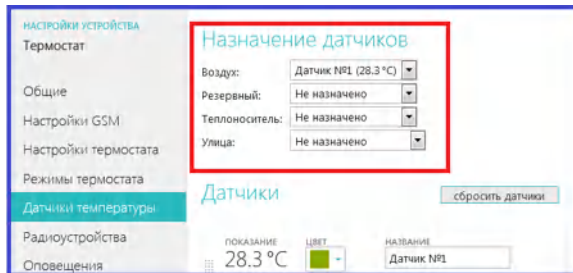 НАСТРОЙКИ УСТРОЙСТВА
Термостат
Общие
Настройки GSM
Настройки термостата
Режимы термостата
Датчики температуры
Радиоустройства
Оповещения
Назначение датчиков
Воздух: Датчик №1 (28.3 °C)
Резервный: Не назначено
Теплоноситель: Не назначено
Улица: Не назначено
Датчики сбросить датчики
ПОКАЗАНИЕ ЦВЕТ НАЗВАНИЕ
28.3 °C Датчик №1